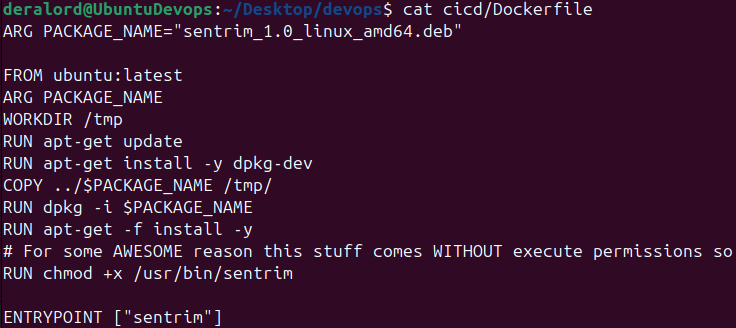 deralord@UbuntuDevops:~/Desktop/devops$ cat cicd/Dockerfile
ARG PACKAGE_NAME="sentrim_1.0_linux_amd64.deb"
FROM ubuntu:latest
ARG PACKAGE_NAME
WORKDIR /tmp
RUN apt-get update
RUN apt-get install -y dpkg-dev
COPY ../$PACKAGE_NAME /tmp/
RUN dpkg -i $PACKAGE_NAME
RUN apt-get -f install -y
# For some AWESOME reason this stuff comes WITHOUT execute permissions so
RUN chmod +x /usr/bin/sentrim
ENTRYPOINT ["sentrim"]